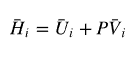 H̄ᵢ = Ūᵢ + PV̄ᵢ